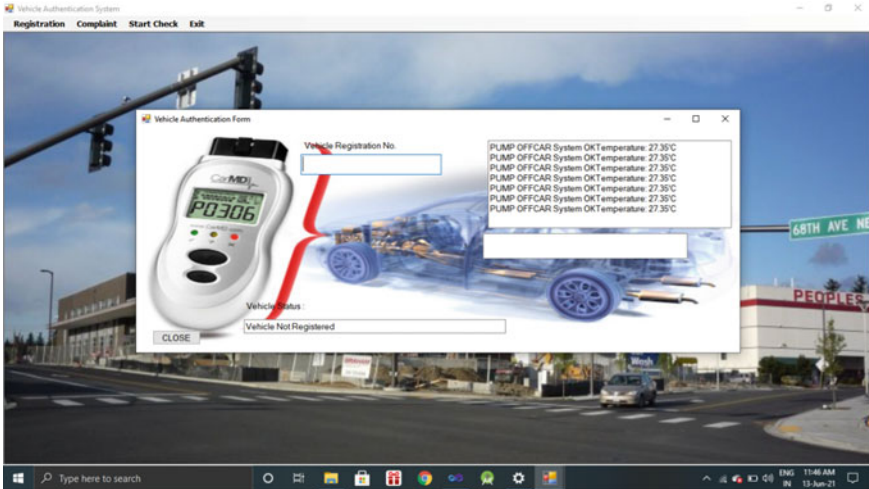 Vehicle Authentication System
Registration Complaint Start Check Exit
Vehicle Authentication Form
Vehicle Registration No.
PUMP OFFCAR System OKTemperature: 27.35'C
PUMP OFFCAR System OKTemperature: 27.35'C
PUMP OFFCAR System OKTemperature: 27.35'C
PUMP OFFCAR System OKTemperature: 27.35'C
PUMP OFFCAR System OKTemperature: 27.35'C
PUMP OFFCAR System OKTemperature: 27.35'C
PUMP OFFCAR System OKTemperature: 27.35'C
CarMD
P0306
www.CarMD.com
68TH AVE NE
PEOPLES
Vehicle Status :
Vehicle Not Registered
CLOSE
Wash
Type here to search
ENG 11:46 AM
IN 13-Jun-21